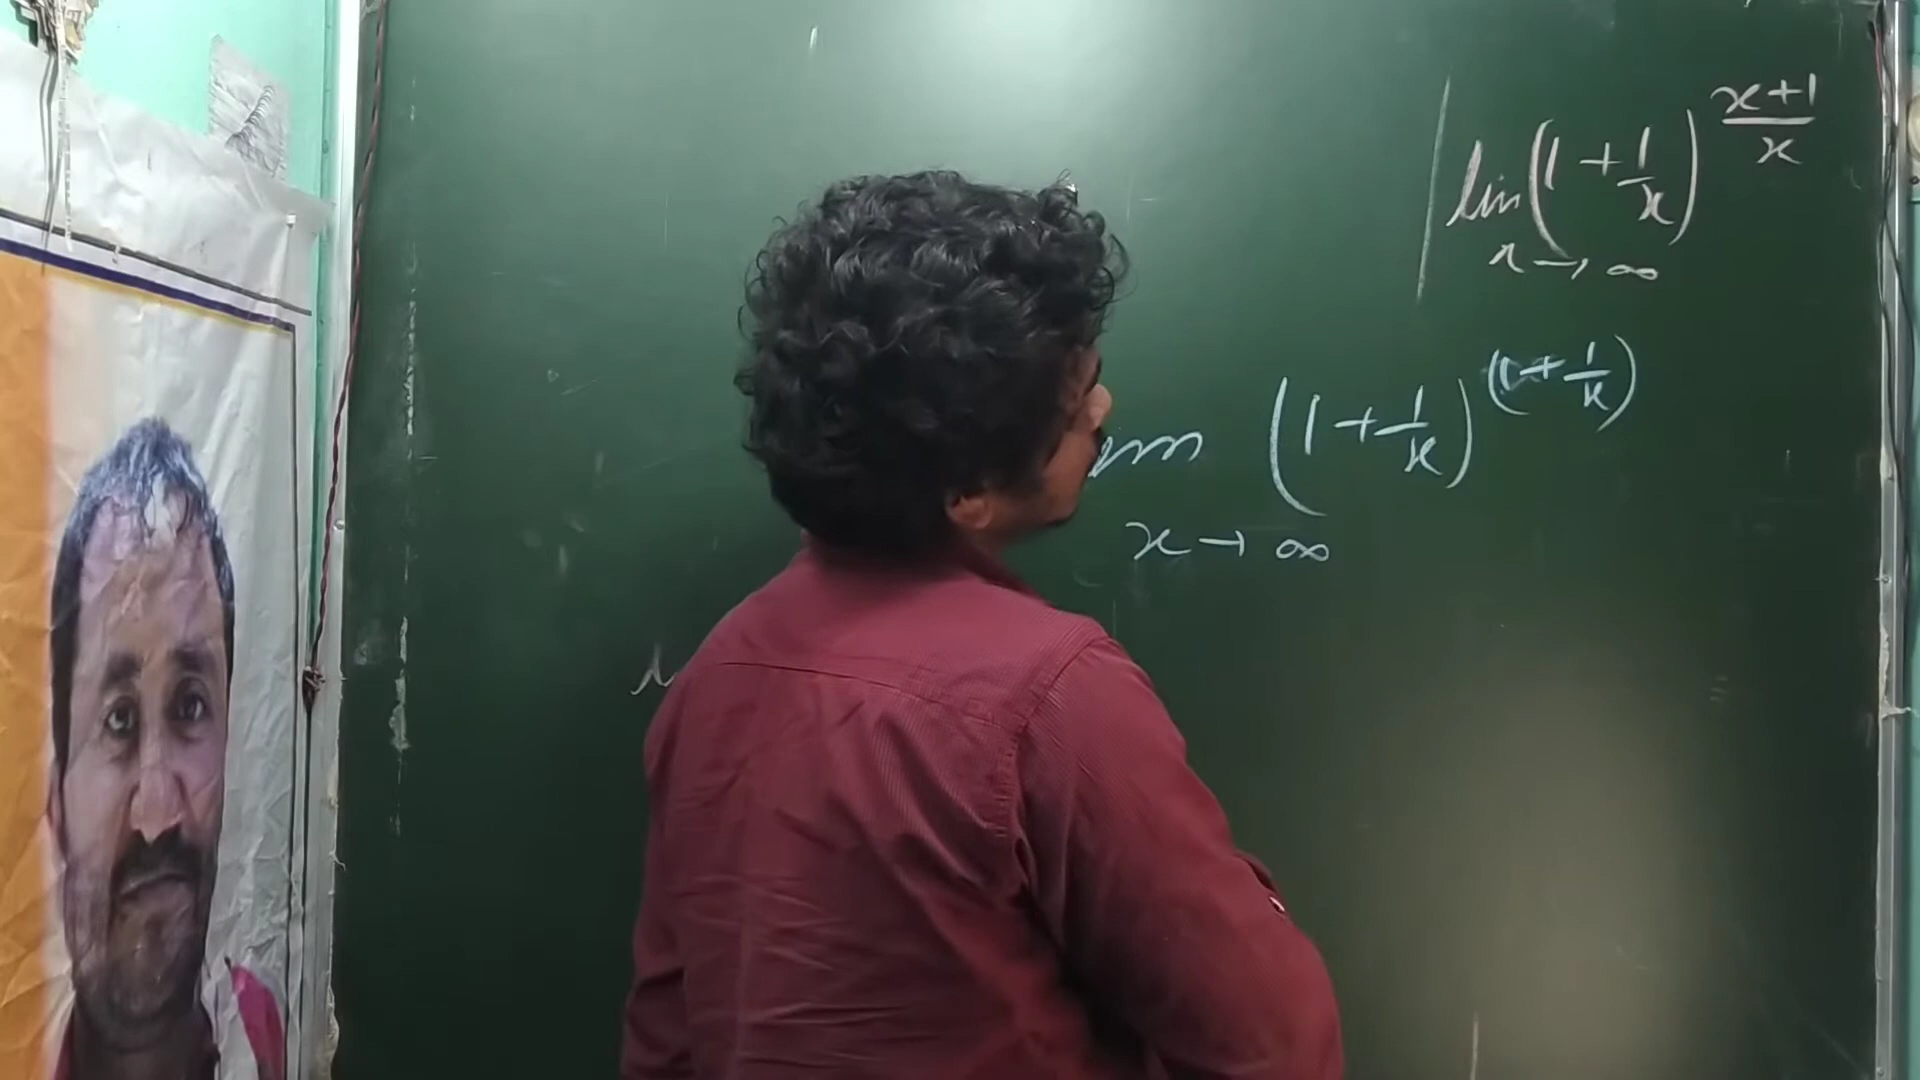 lim (1 + 1/x)^((x+1)/x)
x → ∞
(1 + 1/x)^(1 + 1/x)
x → ∞